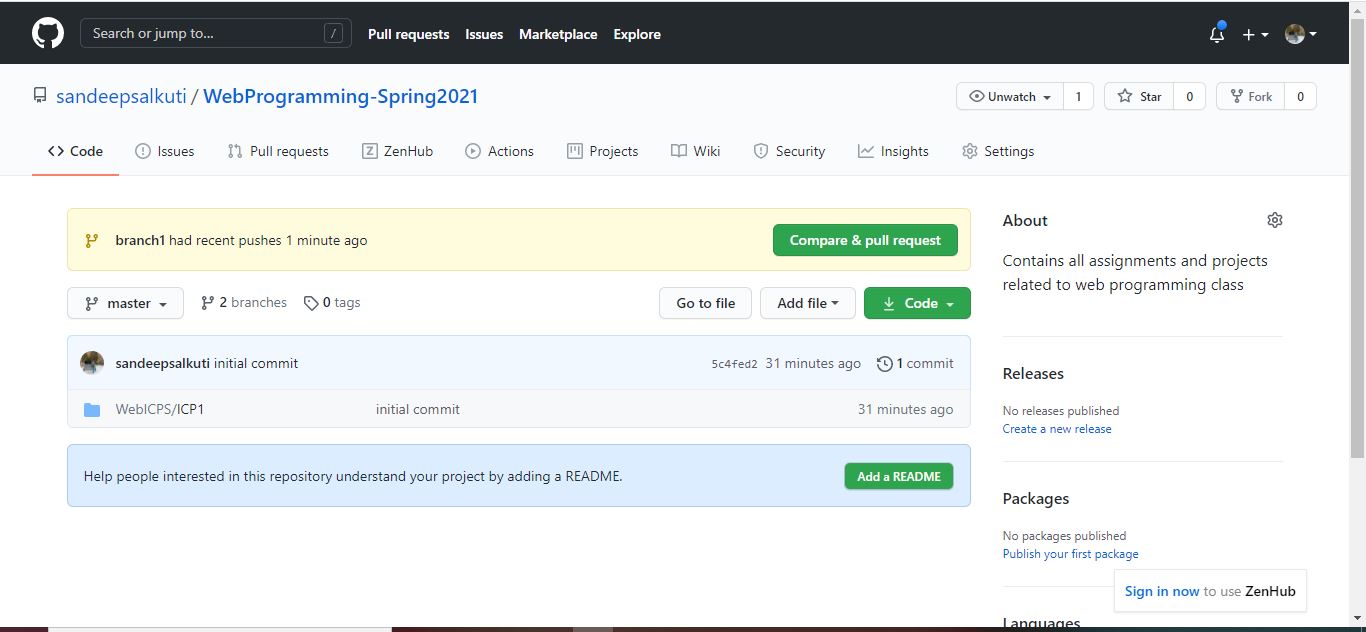 Search or jump to... /
Pull requests Issues Marketplace Explore
sandeepsalkuti / WebProgramming-Spring2021
Unwatch 1 Star 0 Fork 0
Code Issues Pull requests ZenHub Actions Projects Wiki Security Insights Settings
branch1 had recent pushes 1 minute ago
Compare & pull request
master 2 branches 0 tags
Go to file Add file Code
sandeepsalkuti initial commit 5c4fed2 31 minutes ago 1 commit
WebICPS/ICP1 initial commit 31 minutes ago
Help people interested in this repository understand your project by adding a README.
Add a README
About
Contains all assignments and projects
related to web programming class
Releases
No releases published
Create a new release
Packages
No packages published
Publish your first package
Sign in now to use ZenHub
Languages